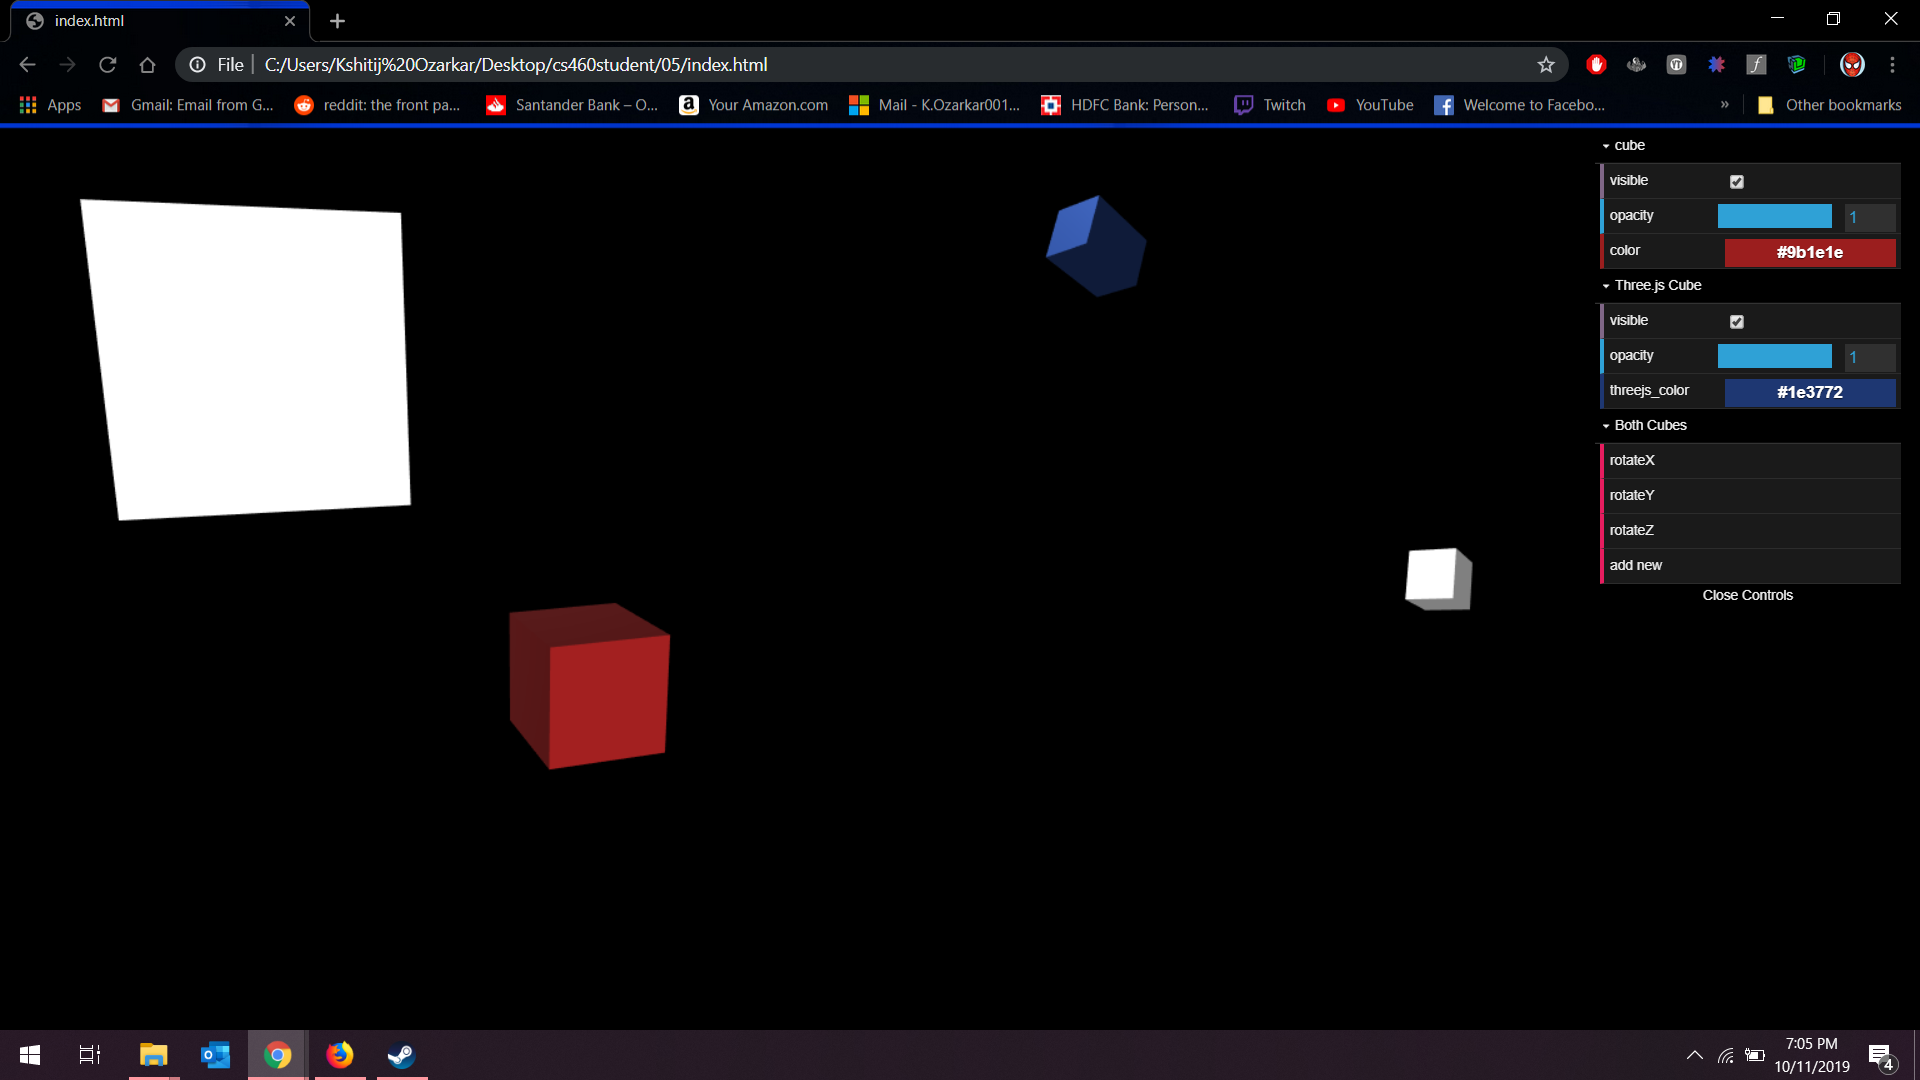 index.html
File C:/Users/Kshitij%20Ozarkar/Desktop/cs460student/05/index.html
Apps Gmail: Email from G... reddit: the front pa... Santander Bank – O... Your Amazon.com Mail - K.Ozarkar001... HDFC Bank: Person... Twitch YouTube Welcome to Facebo... » Other bookmarks
cube
visible
opacity 1
color #9b1e1e
Three.js Cube
visible
opacity 1
threejs_color #1e3772
Both Cubes
rotateX
rotateY
rotateZ
add new
Close Controls
7:05 PM
10/11/2019
4